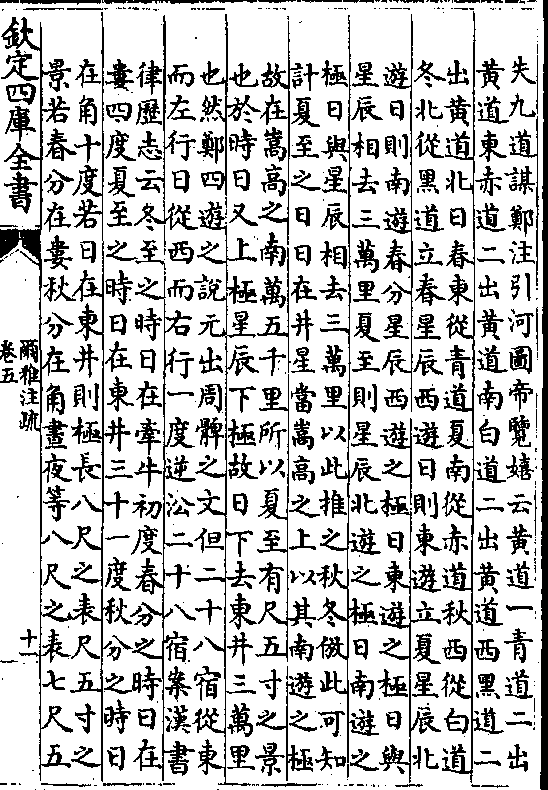 失九道謀鄭注引河圖帝覽嬉云黄道一青道二出
黄道東赤道二出黄道南白道二出黄道西黑道二
出黄道北日春東從青道夏南從赤道秋西從白道
冬北從黑道立春星辰西遊日則東遊立夏星辰北
遊日則南遊春分星辰西遊之極日東遊之極日與
星辰相去三萬里夏至則星辰北遊之極日南遊之
極日與星辰相去三萬里以此推之秋冬倣此可知
計夏至之日日在井星當嵩高之上以其南遊之極
故在嵩高之南萬五千里所以夏至有尺五寸之景
也於時日又上極星辰下極故日下去東井三萬里
也然鄭四遊之說元出周髀之文但二十八宿從東
而左行日從西而右行一度逆㳂二十八宿案漢書
律歴志云冬至之時日在牽牛初度春分之時日在
婁四度夏至之時日在東井三十一度秋分之時日
在角十度若日在東井則極長八尺之表尺五寸之
景若春分在婁秋分在角晝夜等八尺之表七尺五
欽定四庫全書
爾雅注疏
卷五
十一